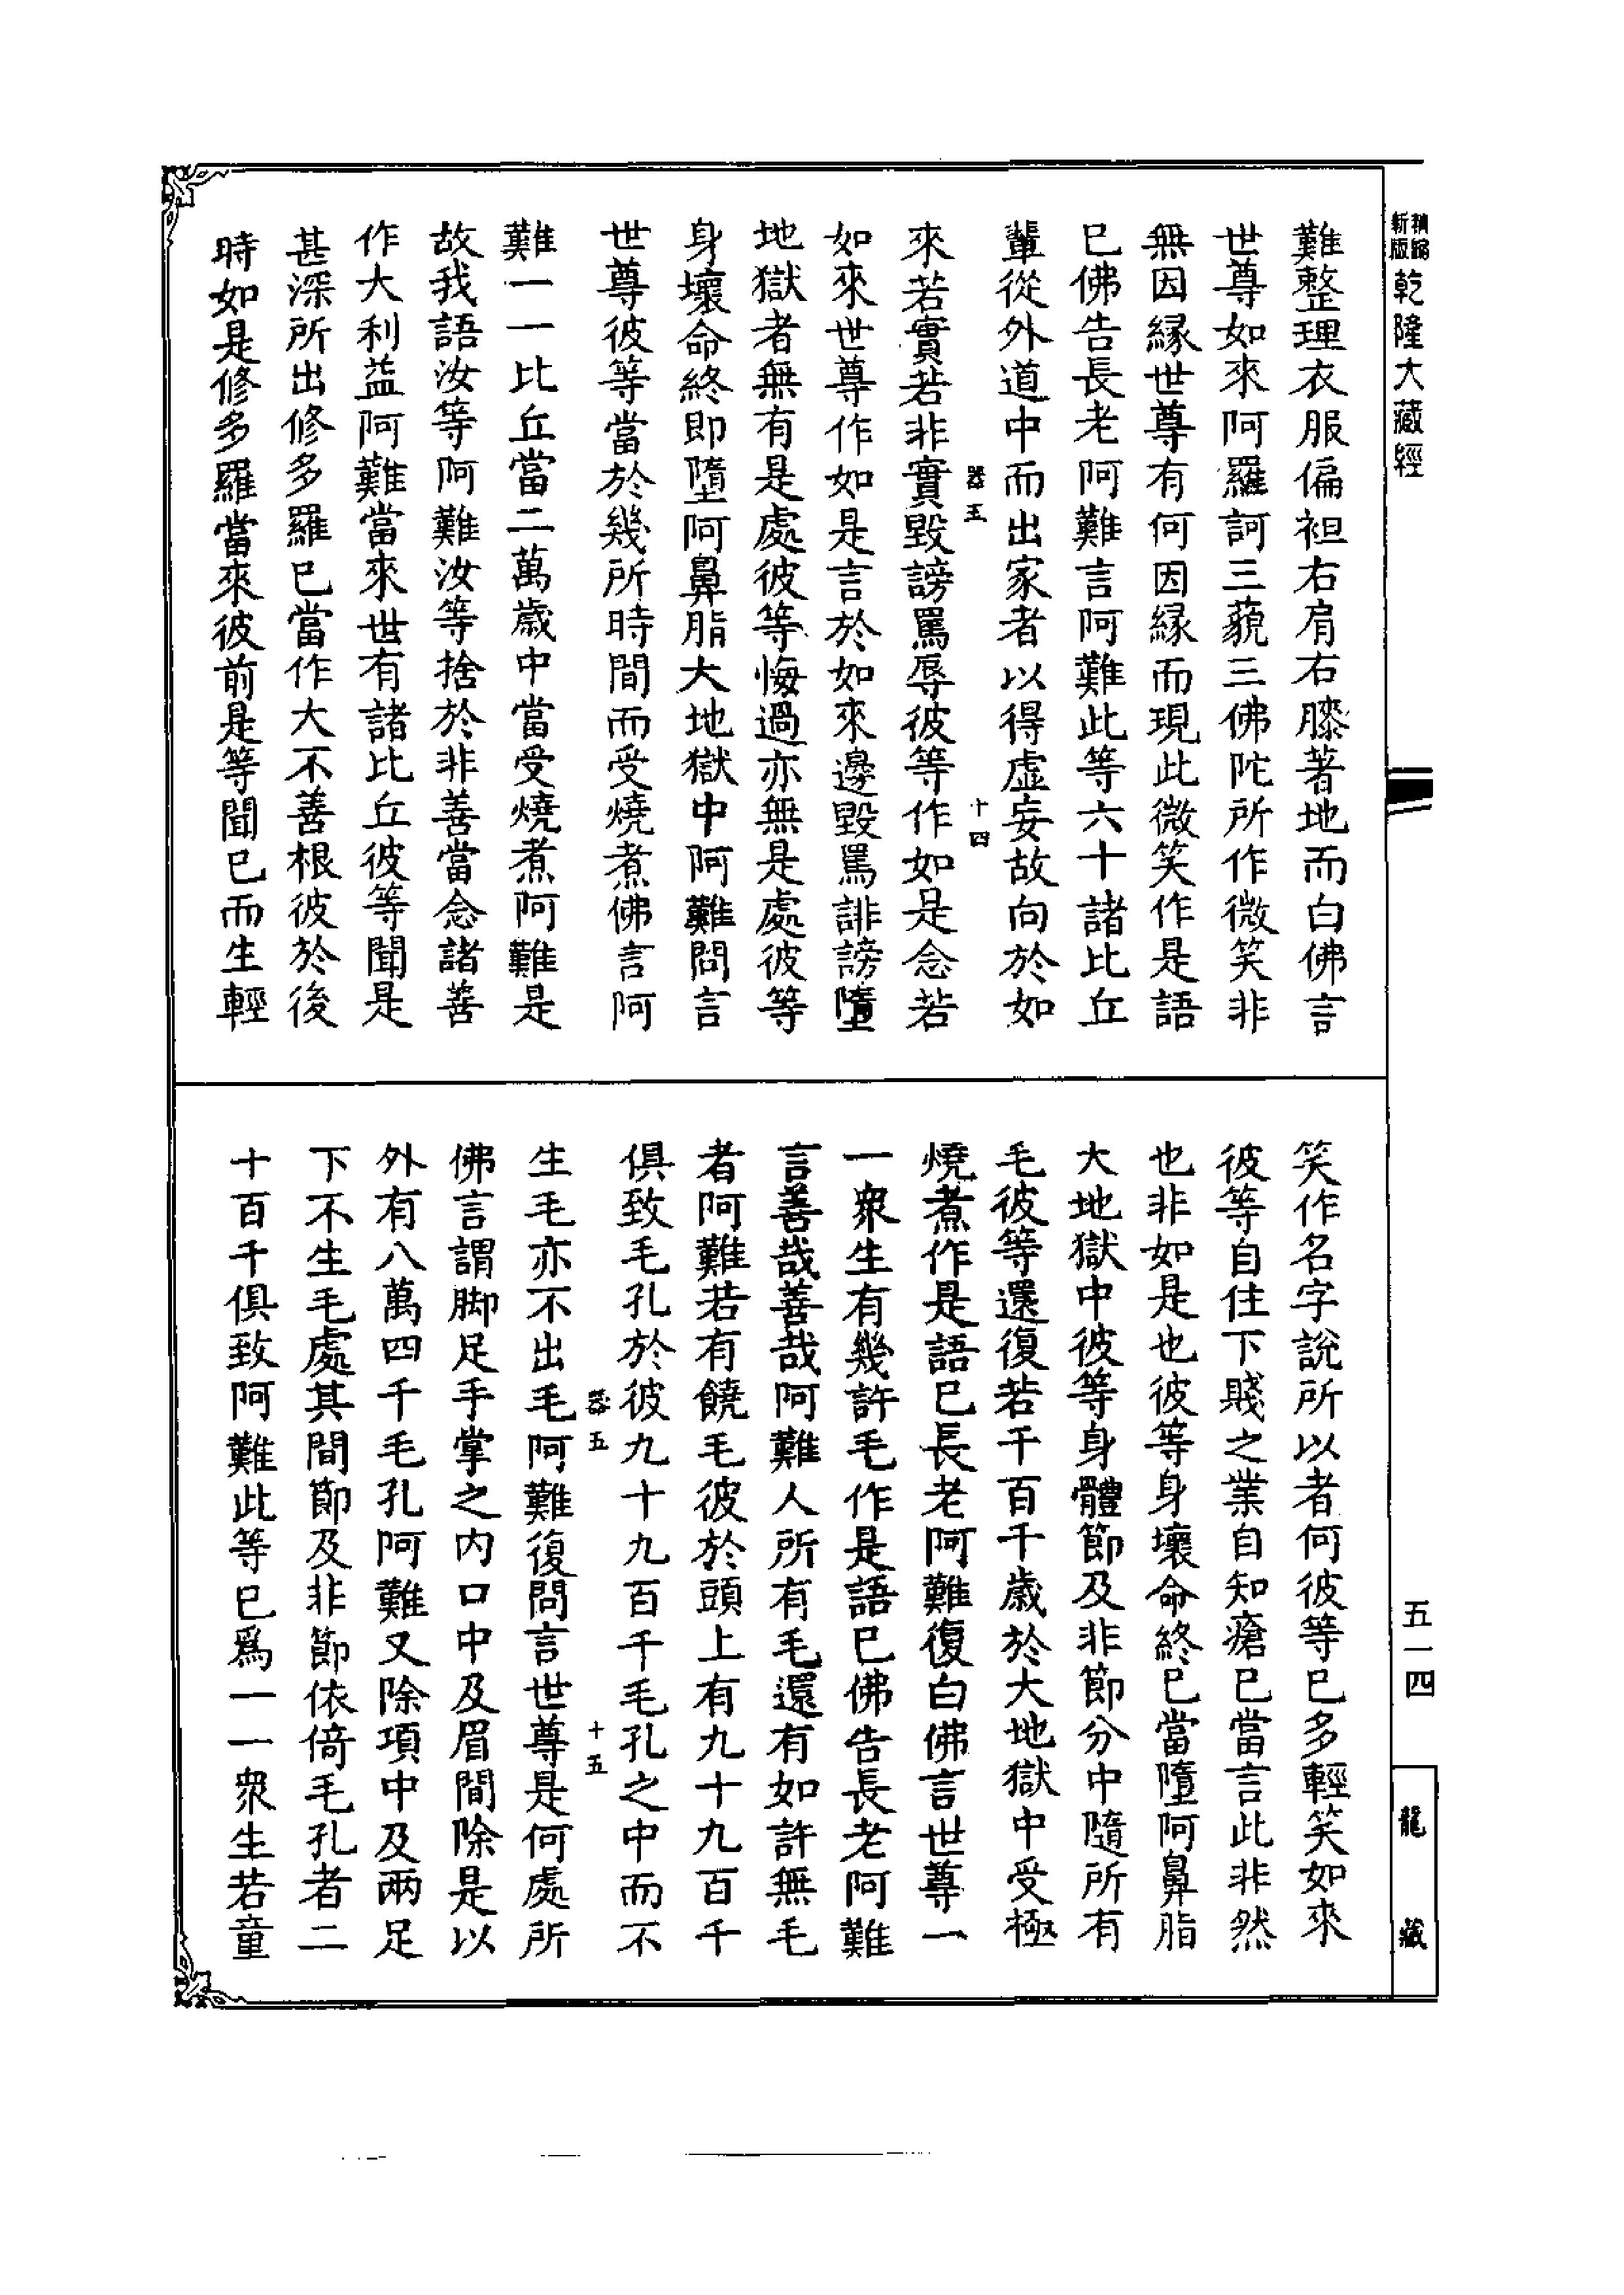 精縮
新版
乾隆大藏經
難整理衣服偏袒右肩右膝著地而白佛言
世尊如來阿羅訶三藐三佛陀所作微笑非
無因緣世尊有何因緣而現此微笑作是語
已佛告長老阿難言阿難此等六十諸比丘
輩從外道中而出家者以得虛妄故向於如
器五
十四
來若實若非實毀謗罵辱彼等作如是念若
如來世尊作如是言於如來邊毀罵誹謗墮
地獄者無有是處彼等悔過亦無是處彼等
身壞命終即墮阿鼻脂大地獄中阿難問言
世尊彼等當於幾所時間而受燒煮佛言阿
難一一比丘當二萬歲中當受燒煮阿難是
故我語汝等阿難汝等捨於非善當念諸善
作大利益阿難當來世有諸比丘彼等聞是
甚深所出修多羅已當作大不善根彼於後
時如是修多羅當來彼前是等聞已而生輕
笑作名字說所以者何彼等已多輕笑如來
彼等自住下賤之業自知瘡已當言此非然
也非如是也彼等身壞命終已當墮阿鼻脂
大地獄中彼等身體節及非節分中隨所有
毛彼等還復若干百千歲於大地獄中受極
燒煮作是語已長老阿難復白佛言世尊一
一衆生有幾許毛作是語已佛告長老阿難
言善哉善哉阿難人所有毛還有如許無毛
者阿難若有饒毛彼於頭上有九十九百千
俱致毛孔於彼九十九百千毛孔之中而不
器五
十五
生毛亦不出毛阿難復問言世尊是何處所
佛言謂脚足手掌之内口中及眉間除是以
外有八萬四千毛孔阿難又除項中及兩足
下不生毛處其間節及非節依倚毛孔者二
十百千俱致阿難此等已爲一一衆生若童
五一四
龍藏